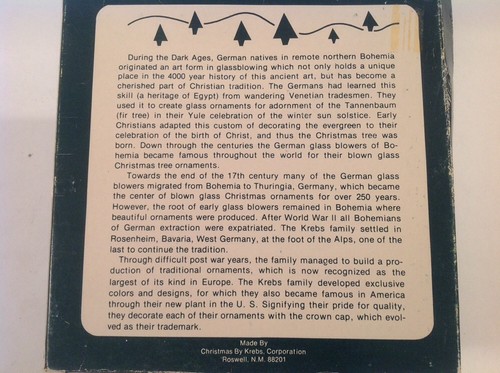 During the Dark Ages, German natives in remote northern Bohemia
originated an art form in glassblowing which not only holds a unique
place in the 4000 year history of this ancient art, but has become a
cherished part of Christian tradition. The Germans had learned this
skill (a heritage of Egypt) from wandering Venetian tradesmen. They
used it to create glass ornaments for adornment of the Tannenbaum
(fir tree) in their Yule celebration of the winter sun solstice. Early
Christians adapted this custom of decorating the evergreen to their
celebration of the birth of Christ, and thus the Christmas tree was
born. Down through the centuries the German glass blowers of Bo-
hemia became famous throughout the world for their blown glass
Christmas tree ornaments.
Towards the end of the 17th century many of the German glass
blowers migrated from Bohemia to Thuringia, Germany, which became
the center of blown glass Christmas ornaments for over 250 years.
However, the root of early glass blowers remained in Bohemia where
beautiful ornaments were produced. After World War II all Bohemians
of German extraction were expatriated. The Krebs family settled in
Rosenheim, Bavaria, West Germany, at the foot of the Alps, one of the
last to continue the tradition.
Through difficult post war years, the family managed to build a pro-
duction of traditional ornaments, which is now recognized as the
largest of its kind in Europe. The Krebs family developed exclusive
colors and designs, for which they also became famous in America
through their new plant in the U. S. Signifying their pride for quality,
they decorate each of their ornaments with the crown cap, which evol-
ved as their trademark.
Made By
Christmas By Krebs, Corporation
Roswell, N.M. 88201